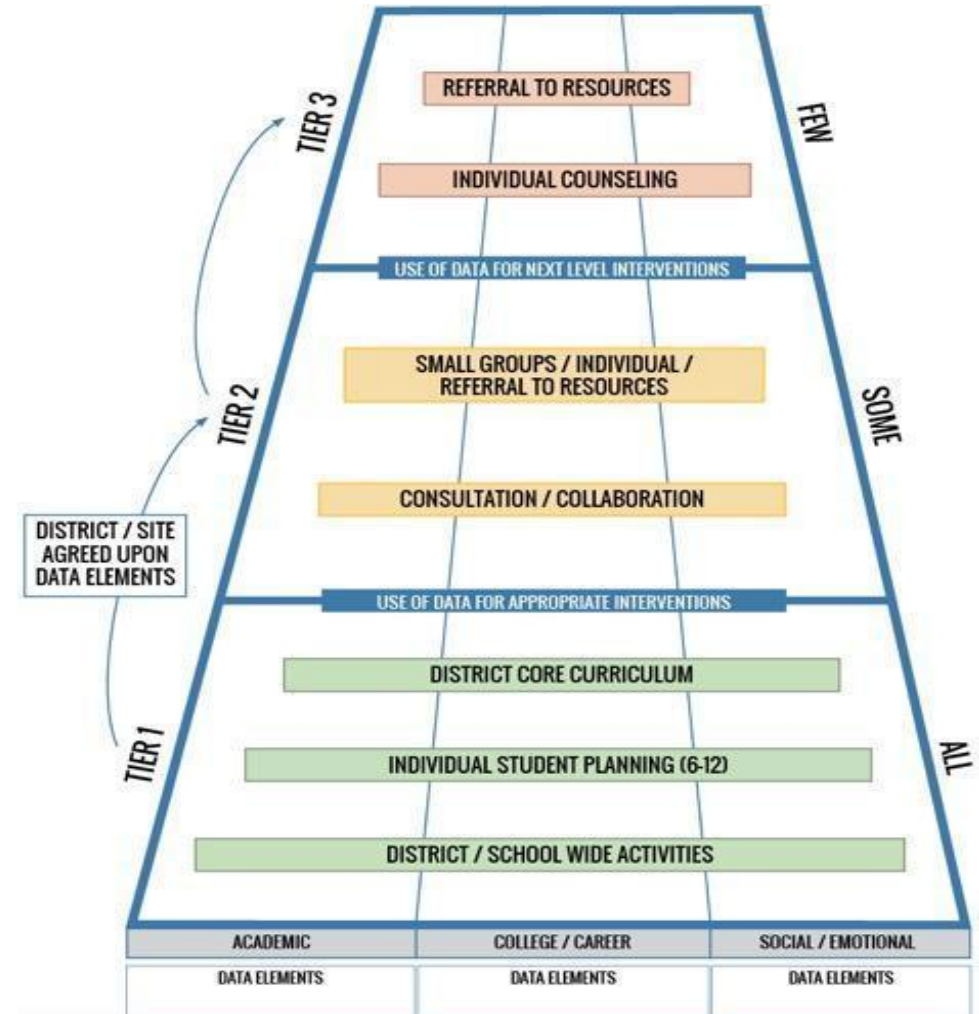 REFERRAL TO RESOURCES
TIER 3
FEW
INDIVIDUAL COUNSELING
USE OF DATA FOR NEXT LEVEL INTERVENTIONS
SMALL GROUPS / INDIVIDUAL /
REFERRAL TO RESOURCES
TIER 2
SOME
CONSULTATION / COLLABORATION
DISTRICT / SITE
AGREED UPON
DATA ELEMENTS
USE OF DATA FOR APPROPRIATE INTERVENTIONS
DISTRICT CORE CURRICULUM
TIER 1
ALL
INDIVIDUAL STUDENT PLANNING (6-12)
DISTRICT / SCHOOL WIDE ACTIVITIES
ACADEMIC
COLLEGE / CAREER
SOCIAL / EMOTIONAL
DATA ELEMENTS
DATA ELEMENTS
DATA ELEMENTS